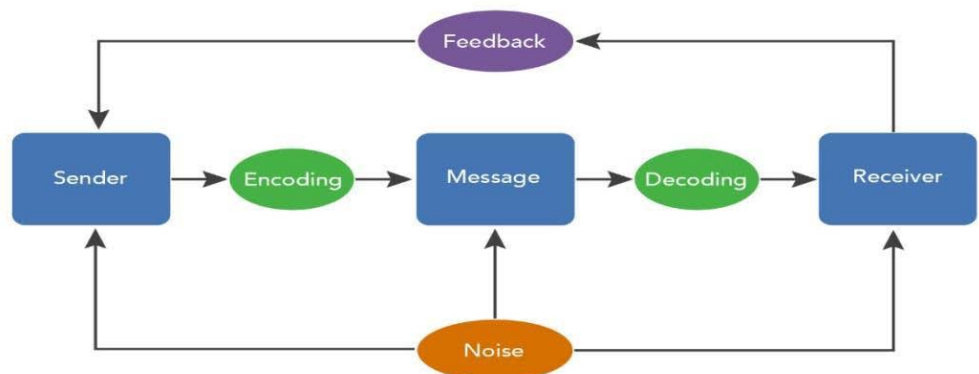 Feedback
Sender
Encoding
Message
Decoding
Receiver
Noise